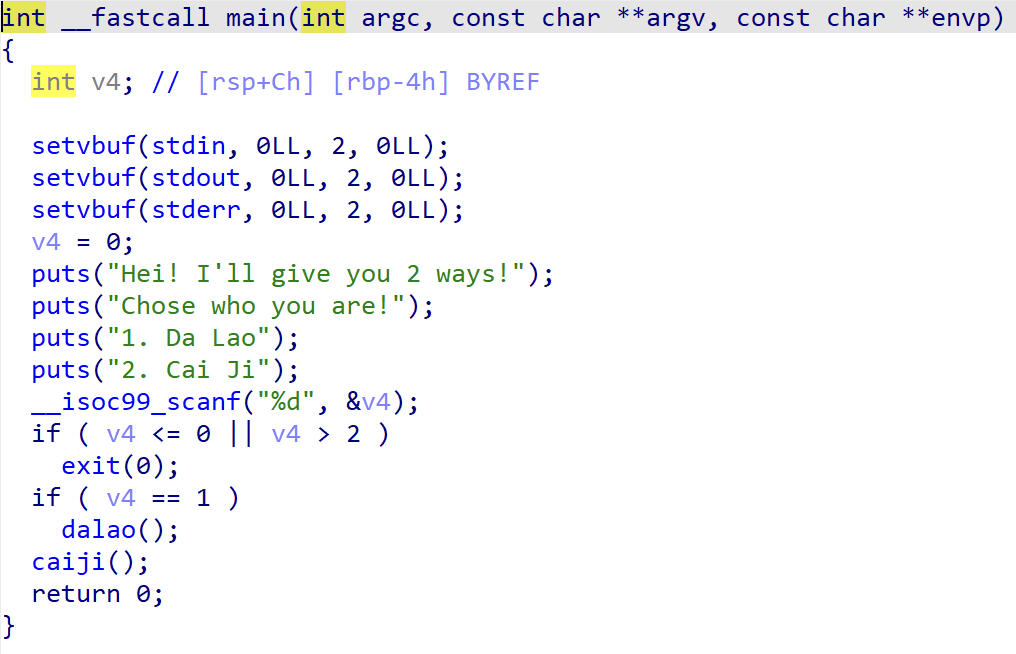 int __fastcall main(int argc, const char **argv, const char **envp)
{
  int v4; // [rsp+Ch] [rbp-4h] BYREF

  setvbuf(stdin, 0LL, 2, 0LL);
  setvbuf(stdout, 0LL, 2, 0LL);
  setvbuf(stderr, 0LL, 2, 0LL);
  v4 = 0;
  puts("Hei! I'll give you 2 ways!");
  puts("Chose who you are!");
  puts("1. Da Lao");
  puts("2. Cai Ji");
  __isoc99_scanf("%d", &v4);
  if ( v4 <= 0 || v4 > 2 )
    exit(0);
  if ( v4 == 1 )
    dalao();
  caiji();
  return 0;
}